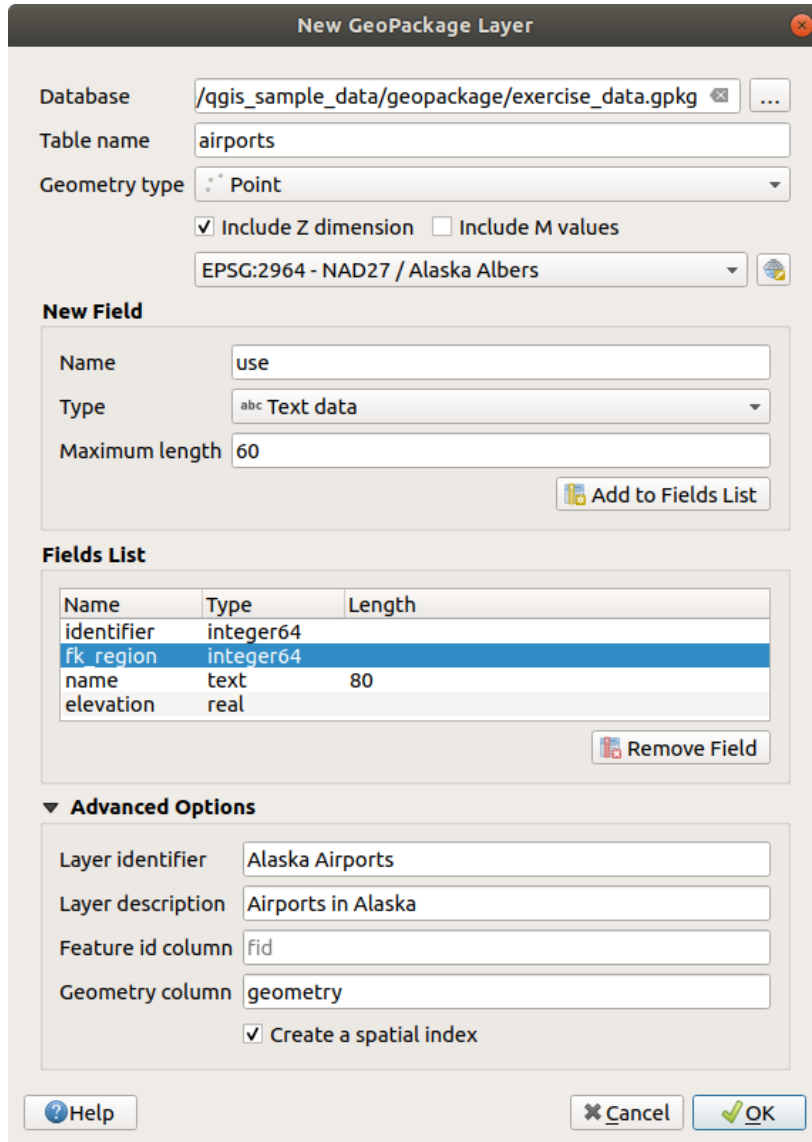 New GeoPackage Layer
Database /qgis_sample_data/geopackage/exercise_data.gpkg ...
Table name airports
Geometry type Point
Include Z dimension Include M values
EPSG:2964 - NAD27 / Alaska Albers
New Field
Name use
Type abc Text data
Maximum length 60
Add to Fields List
Fields List
Name Type Length
identifier integer64
fk_region integer64
name text 80
elevation real
Remove Field
Advanced Options
Layer identifier Alaska Airports
Layer description Airports in Alaska
Feature id column fid
Geometry column geometry
Create a spatial index
Help Cancel OK